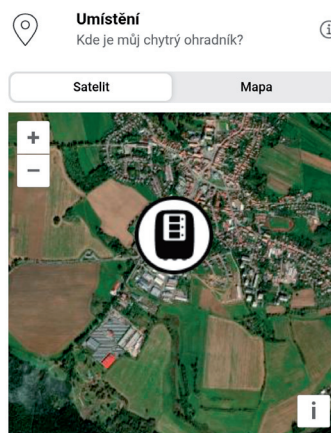 Umístění
Kde je můj chytrý ohradník?
Satelit
Mapa
+
−
i